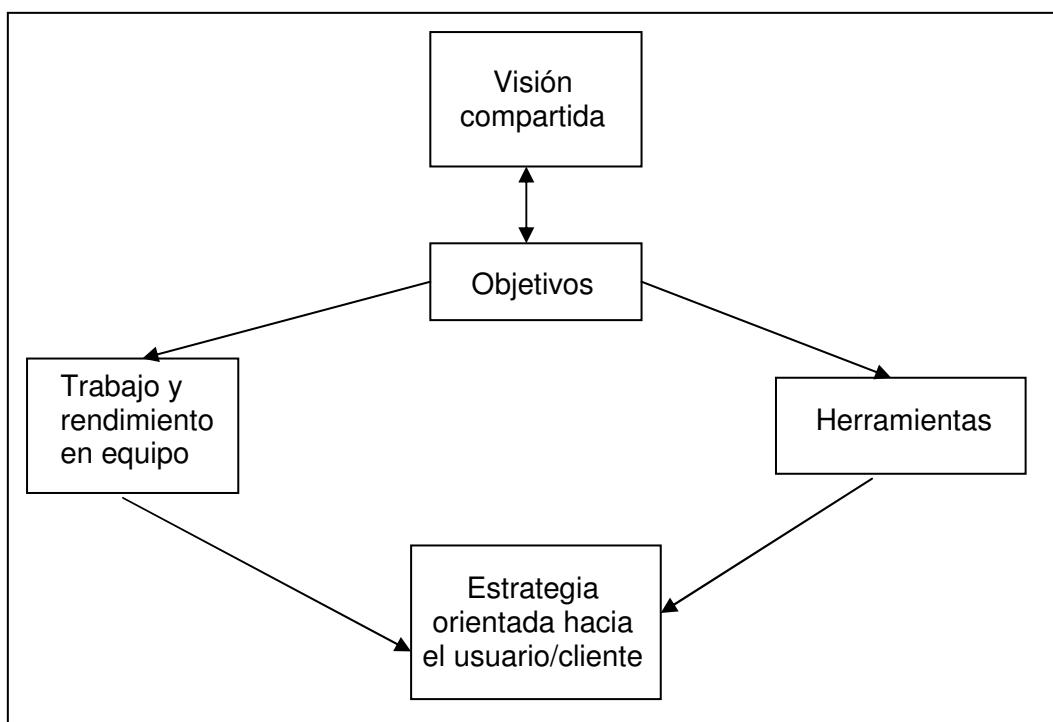 Visión
compartida
Objetivos
Trabajo y
rendimiento
en equipo
Herramientas
Estrategia
orientada hacia
el usuario/cliente